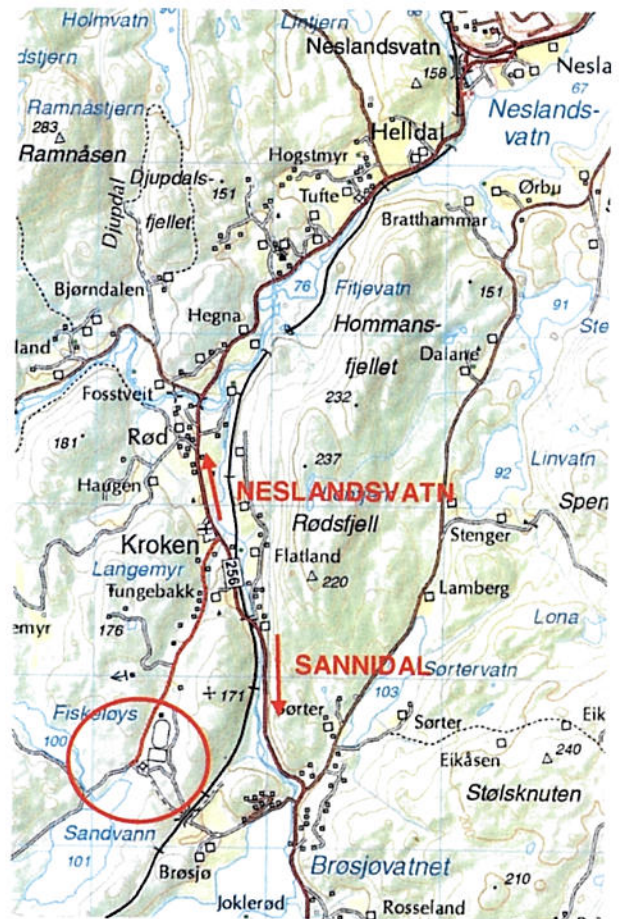 Holmvatn
90
Lintjern
66
dstjern
Neslandsvatn
158
Nesla
67
Ramnåstjern
283
Ramnåsen
Neslands-
vatn
Helldal
Hogstmyr
Djupdals-
fjellet
151
Djupdal
Tufte
Ørbu
Bratthammar
76
Fitjevatn
151
91
Bjørndalen
Hegna
Hommans-
fjellet
Ste
land
Dalane
Fosstveit
232
181
Rød
237
92
Linvatn
Haugen
NESLANDSVATN
Spen
Rødsfjell
Kroken
Stenger
Langemyr
Flatland
256
220
Tungebakk
Lamberg
emyr
176
Lona
SANNIDAL
Sørtervatn
171
103
Fiskeløys
100
Sørter
Sørter
Eik
Eikåsen
240
Stølsknuten
Sandvann
101
Brøsjø
Brøsjøvatnet
210
Joklerød
Rosseland